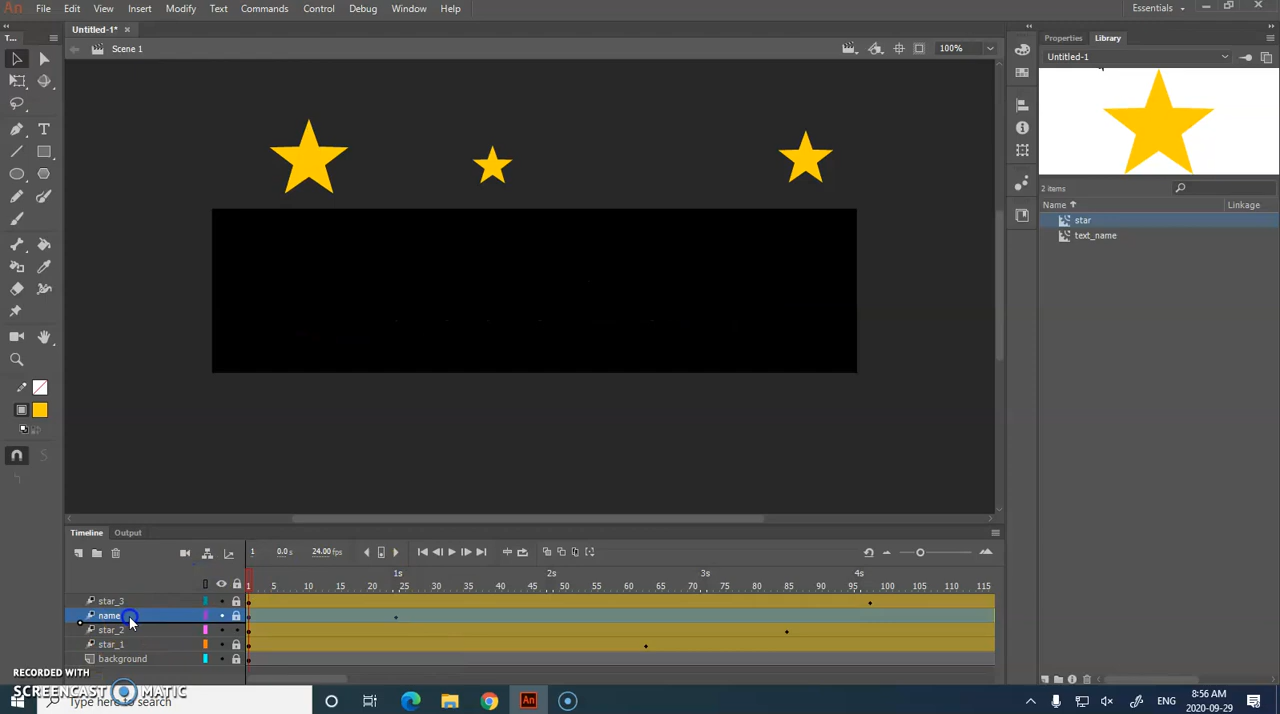 An File Edit View Insert Modify Text Commands Control Debug Window Help Essentials
Untitled-1*
T... Properties Library
Scene 1 100% Untitled-1
2 items
Name Linkage
star
text_name
Timeline Output
1 0.0 s 24.00 fps
1s 2s 3s 4s
1 5 10 15 20 25 30 35 40 45 50 55 60 65 70 75 80 85 90 95 100 105 110 115
star_3
name
star_2
star_1
background
RECORDED WITH
SCREENCAST MATIC
Type here to search An ENG 8:56 AM
2020-09-29